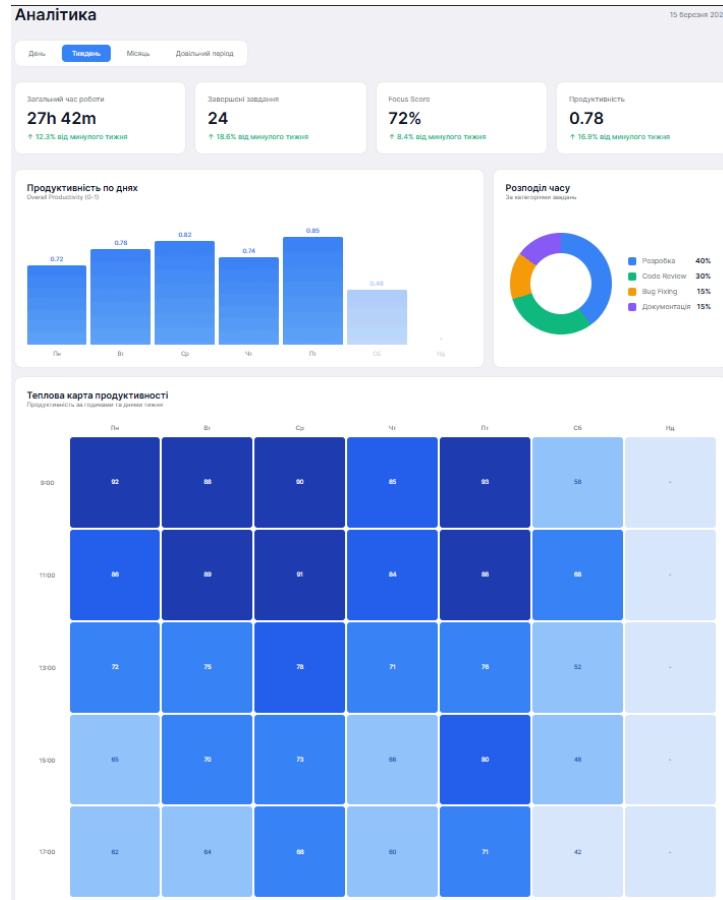 Аналітика
15 березня 202
День Тиждень Місяць Довільний період
Загальний час роботи
27h 42m
↑ 12.3% від минулого тижня
Завершені завдання
24
↑ 18.6% від минулого тижня
Focus Score
72%
↑ 8.4% від минулого тижня
Продуктивність
0.78
↑ 16.9% від минулого тижня
Продуктивність по днях
Overall Productivity (0-1)
0.72 0.78 0.82 0.74 0.85 0.48 -
Пн Вт Ср Чт Пт Сб Нд
Розподіл часу
За категоріями завдань
Розробка 40%
Code Review 30%
Bug Fixing 15%
Документація 15%
Теплова карта продуктивності
Продуктивність за годинами та днями тижня
Пн Вт Ср Чт Пт Сб Нд
9:00 92 88 90 85 93 58 -
11:00 86 89 91 84 88 68 -
13:00 72 75 78 71 76 52 -
15:00 65 70 73 68 80 48 -
17:00 62 64 68 60 71 42 -